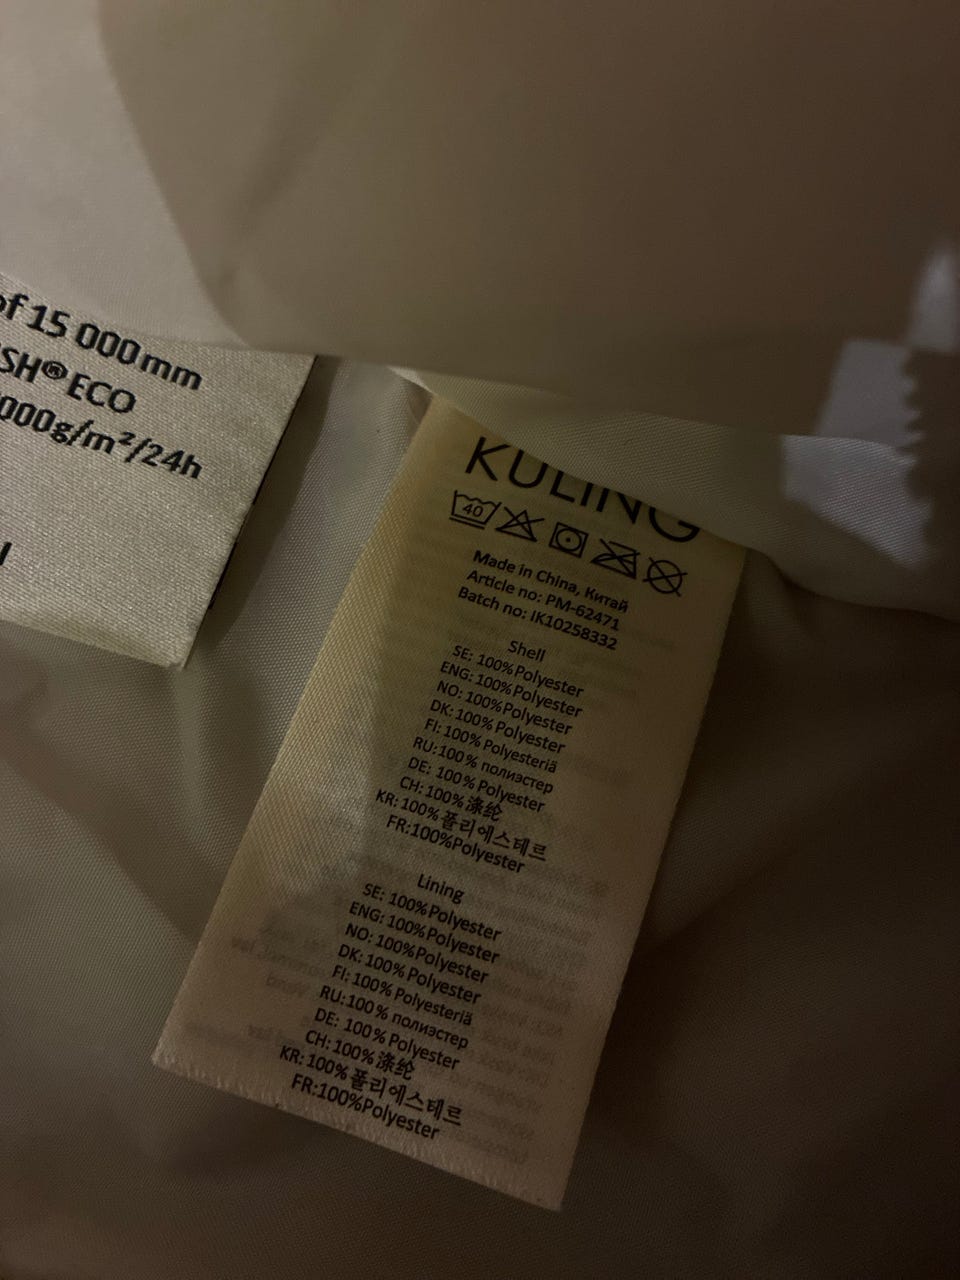 of 15 000mm
SH® ECO
000g/m²/24h
KULING
40
Made in China, Китай
Article no: PM-62471
Batch no: IK10258332
Shell
SE: 100%Polyester
ENG: 100%Polyester
NO: 100%Polyester
DK: 100%Polyester
FI: 100% Polyesteriä
RU:100% полиэстер
DE: 100%Polyester
CH: 100%涤纶
KR: 100%폴리에스테르
FR:100%Polyester
Lining
SE: 100%Polyester
ENG: 100%Polyester
NO: 100%Polyester
DK: 100%Polyester
FI: 100% Polyesteriä
RU:100% полиэстер
DE: 100% Polyester
CH: 100%涤纶
KR: 100%폴리에스테르
FR:100%Polyester